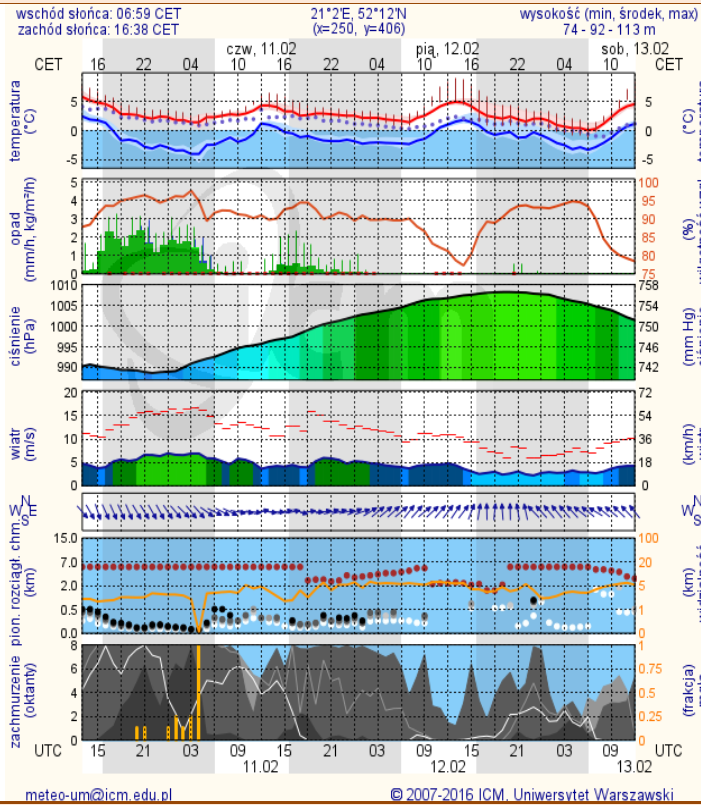 wschód słońca: 06:59 CET 21°2'E, 52°12'N wysokość (min, środek, max)
zachód słońca: 16:38 CET (x=250, y=406) 74 - 92 - 113 m
czw, 11.02 pią, 12.02 sob, 13.02
CET 16 22 04 10 16 22 04 10 16 22 04 10 CET
temperatura
(°C)
5
0
-5
5
0
-5
(°C)
opad
(mm/h, kg/m²/h)
5
4
3
2
1
0
100
95
90
85
80
75
(%)
ciśnienie
(hPa)
1010
1005
1000
995
990
758
754
750
746
742
(mm Hg)
wiatr
(m/s)
20
15
10
5
0
72
54
36
18
0
(km/h)
N
W E
S
N
W
S
pion. rozciągł. chm.
(km)
15.0
7.0
2.0
0.5
0.0
100
20
5
1
0
(km)
zachmurzenie
(oktanty)
8
6
4
2
0
1
0.75
0.5
0.25
0
(frakcja)
UTC 15 21 03 09 15 21 03 09 15 21 03 09 UTC
11.02 12.02 13.02
meteo-um@icm.edu.pl © 2007-2016 ICM, Uniwersytet Warszawski